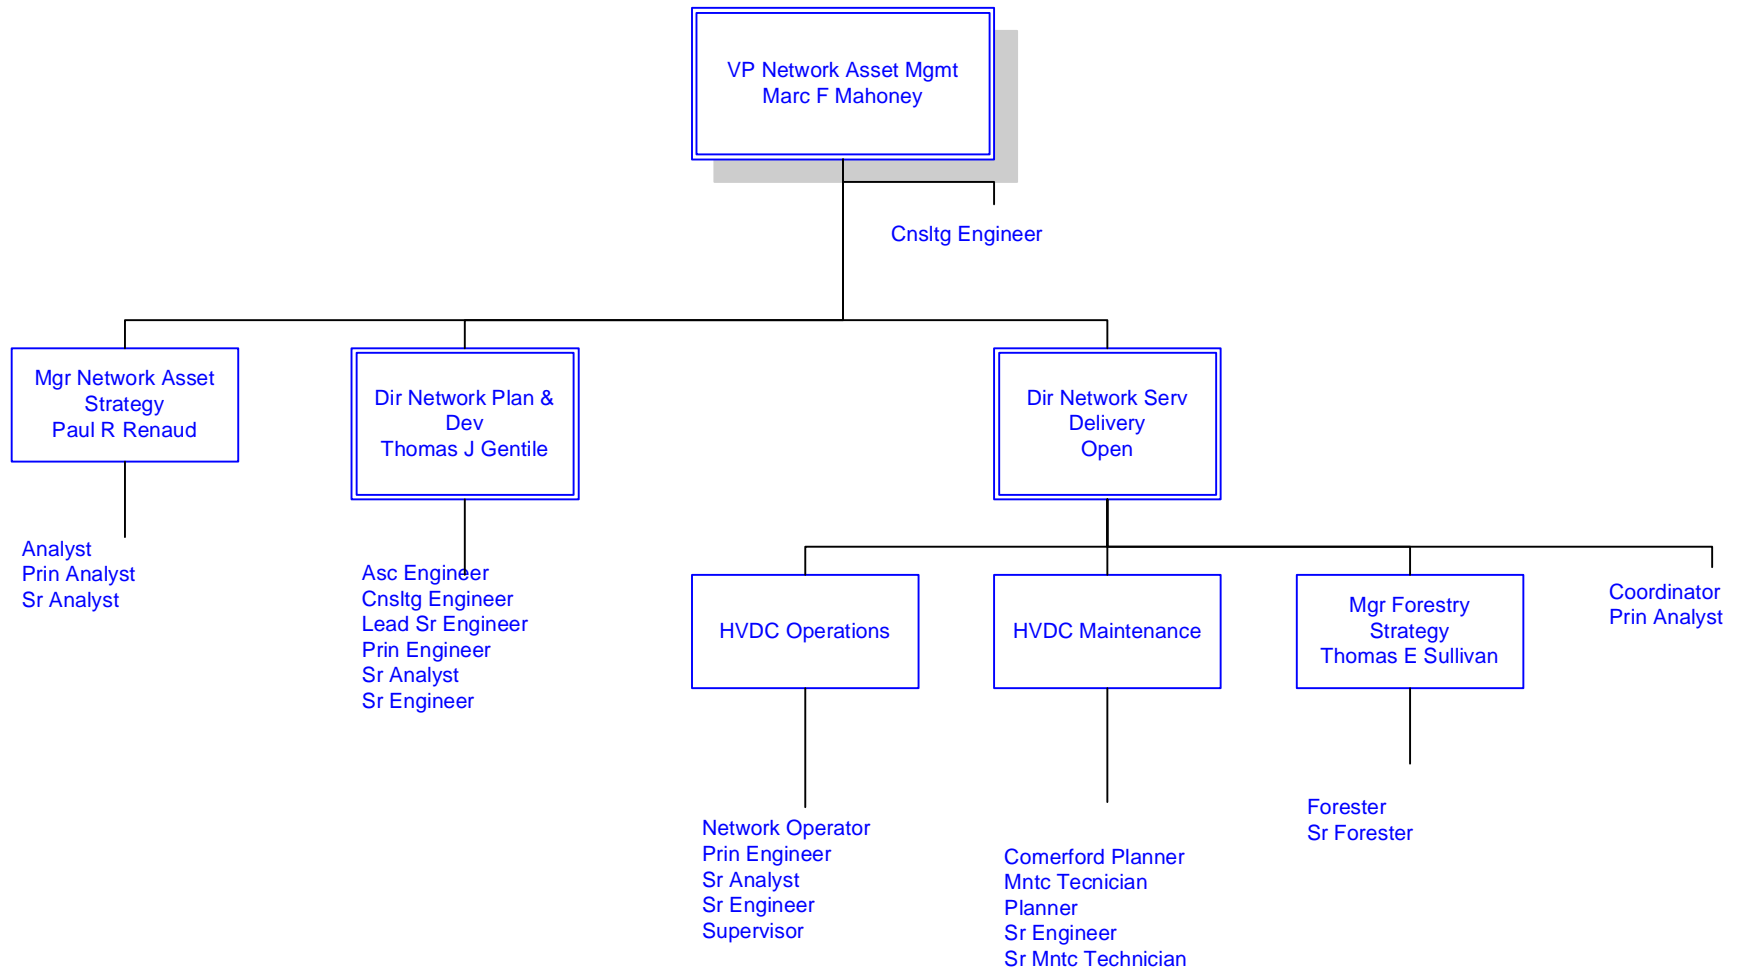 VP Network Asset Mgmt
Marc F Mahoney
Cnsltg Engineer
Mgr Network Asset
Strategy
Paul R Renaud
Dir Network Plan &
Dev
Thomas J Gentile
Dir Network Serv
Delivery
Open
Analyst
Prin Analyst
Sr Analyst
Asc Engineer
Cnsltg Engineer
Lead Sr Engineer
Prin Engineer
Sr Analyst
Sr Engineer
HVDC Operations
HVDC Maintenance
Mgr Forestry
Strategy
Thomas E Sullivan
Coordinator
Prin Analyst
Network Operator
Prin Engineer
Sr Analyst
Sr Engineer
Supervisor
Comerford Planner
Mntc Tecnician
Planner
Sr Engineer
Sr Mntc Technician
Forester
Sr Forester